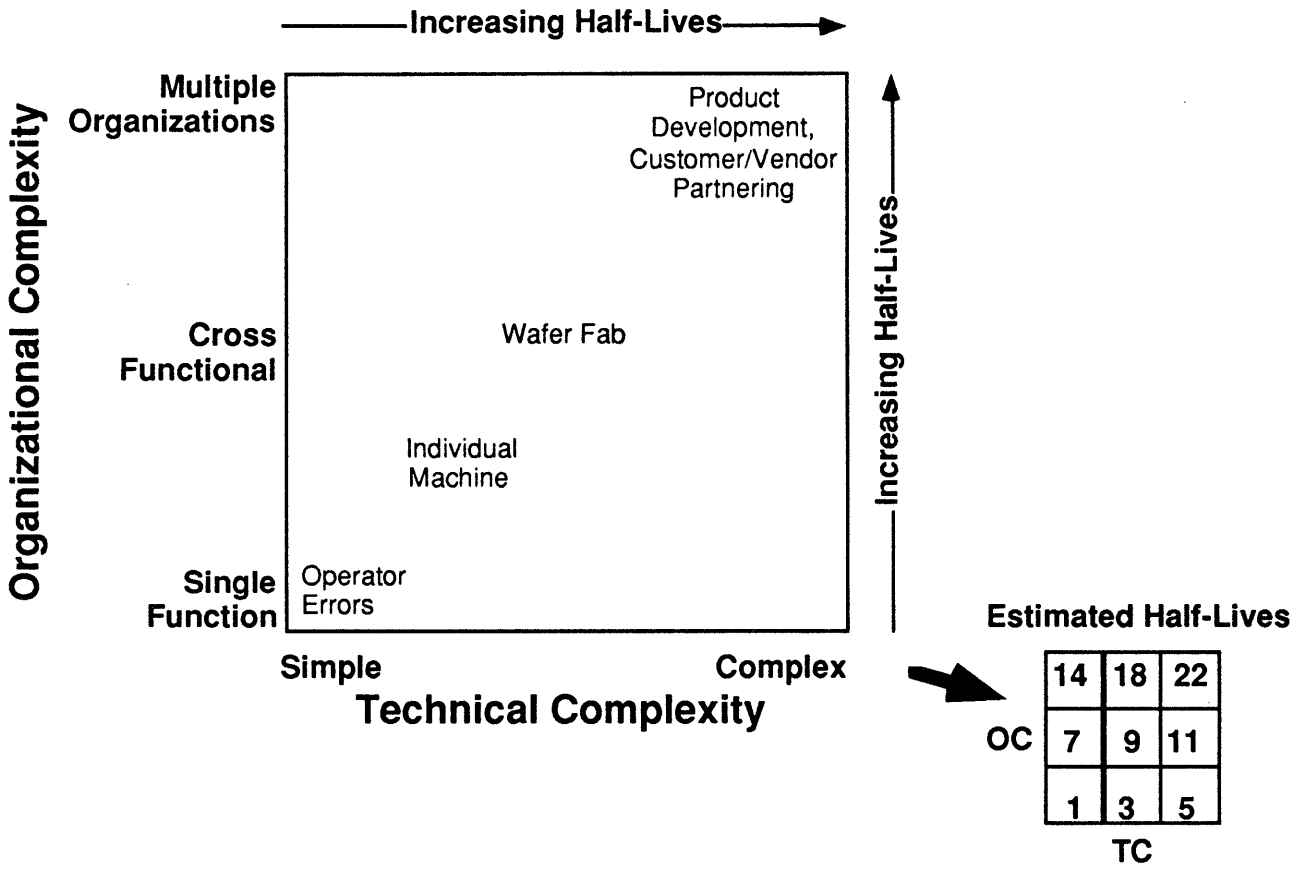 Increasing Half-Lives
Multiple
Organizations
Product
Development,
Customer/Vendor
Partnering
Organizational Complexity
Increasing Half-Lives
Cross
Functional
Wafer Fab
Individual
Machine
Single
Function
Operator
Errors
Simple
Complex
Technical Complexity
Estimated Half-Lives
14 18 22
OC
7 9 11
1 3 5
TC